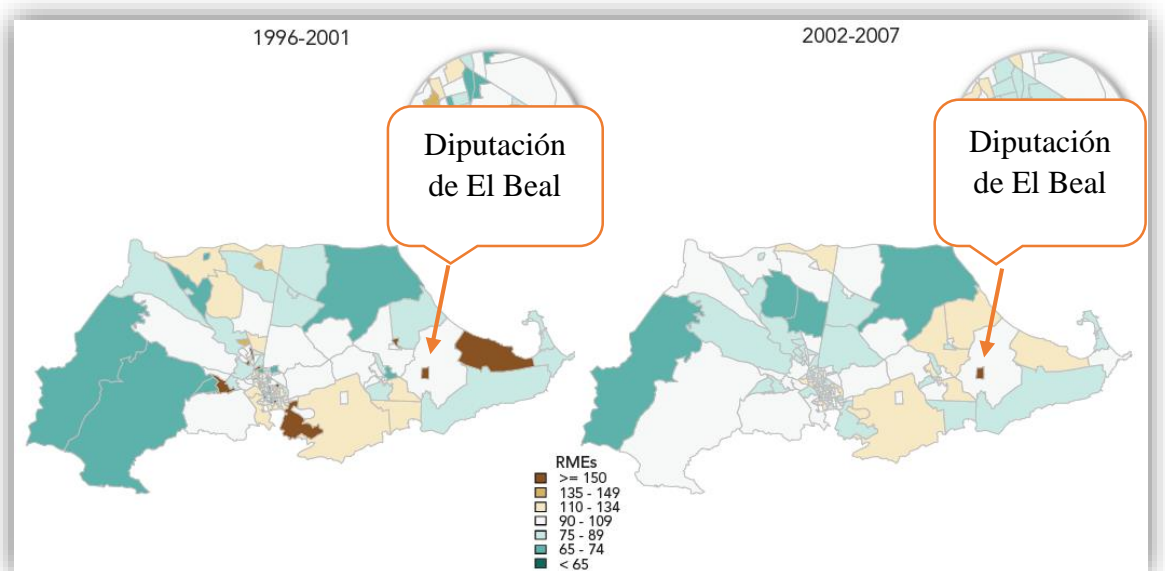 1996-2001
2002-2007
Diputación
de El Beal
Diputación
de El Beal
RMEs
>= 150
135 - 149
110 - 134
90 - 109
75 - 89
65 - 74
< 65